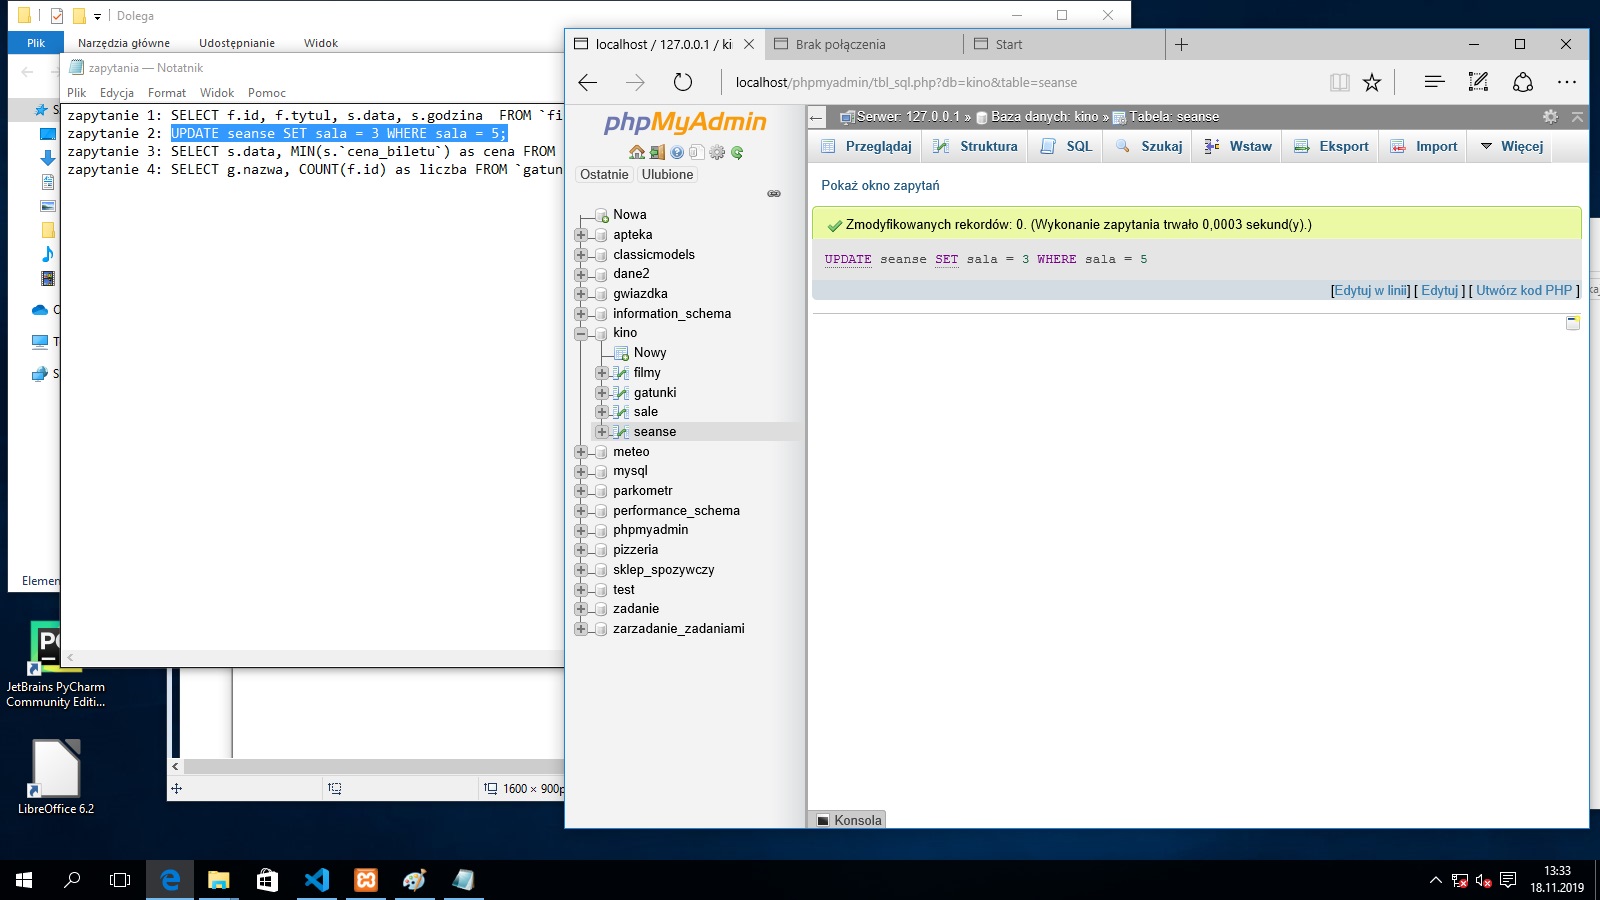 Dolega
Plik Narzędzia główne Udostępnianie Widok
zapytania — Notatnik
Plik Edycja Format Widok Pomoc
zapytanie 1: SELECT f.id, f.tytul, s.data, s.godzina FROM `fi
zapytanie 2: UPDATE seanse SET sala = 3 WHERE sala = 5;
zapytanie 3: SELECT s.data, MIN(s.`cena_biletu`) as cena FROM
zapytanie 4: SELECT g.nazwa, COUNT(f.id) as liczba FROM `gatun
Elemen
1600 × 900p
localhost / 127.0.0.1 / ki
Brak połączenia
Start
localhost/phpmyadmin/tbl_sql.php?db=kino&table=seanse
phpMyAdmin
Ostatnie Ulubione
Nowa
apteka
classicmodels
dane2
gwiazdka
information_schema
kino
Nowy
filmy
gatunki
sale
seanse
meteo
mysql
parkometr
performance_schema
phpmyadmin
pizzeria
sklep_spozywczy
test
zadanie
zarzadanie_zadaniami
Serwer: 127.0.0.1 » Baza danych: kino » Tabela: seanse
Przeglądaj Struktura SQL Szukaj Wstaw Eksport Import Więcej
Pokaż okno zapytań
Zmodyfikowanych rekordów: 0. (Wykonanie zapytania trwało 0,0003 sekund(y).)
UPDATE seanse SET sala = 3 WHERE sala = 5
[Edytuj w linii] [ Edytuj ] [ Utwórz kod PHP ]
Konsola
JetBrains PyCharm
Community Editi...
LibreOffice 6.2
13:33
18.11.2019